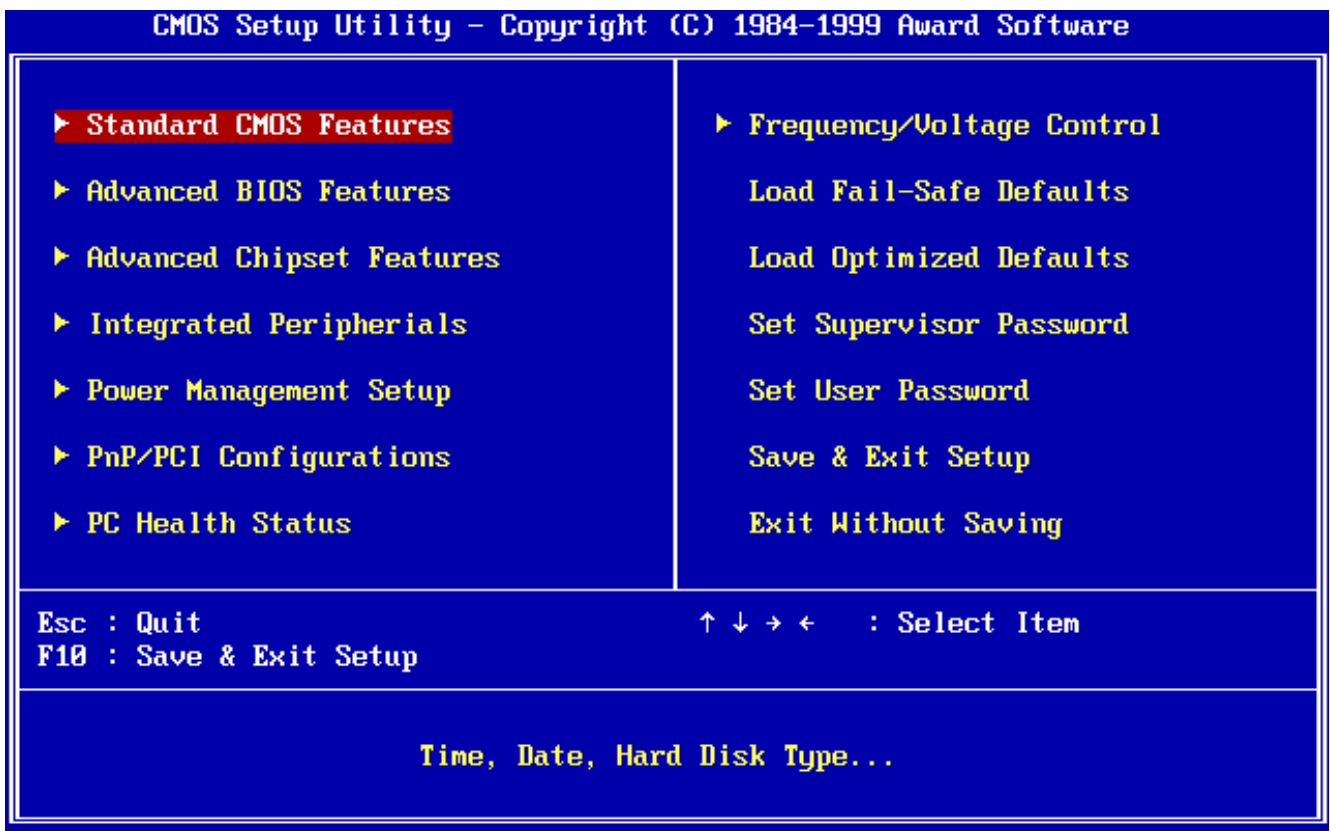 CMOS Setup Utility – Copyright (C) 1984–1999 Award Software
► Standard CMOS Features
► Advanced BIOS Features
► Advanced Chipset Features
► Integrated Peripherials
► Power Management Setup
► PnP/PCI Configurations
► PC Health Status
► Frequency/Voltage Control
Load Fail–Safe Defaults
Load Optimized Defaults
Set Supervisor Password
Set User Password
Save & Exit Setup
Exit Without Saving
Esc : Quit
F10 : Save & Exit Setup
↑ ↓ → ← : Select Item
Time, Date, Hard Disk Type...